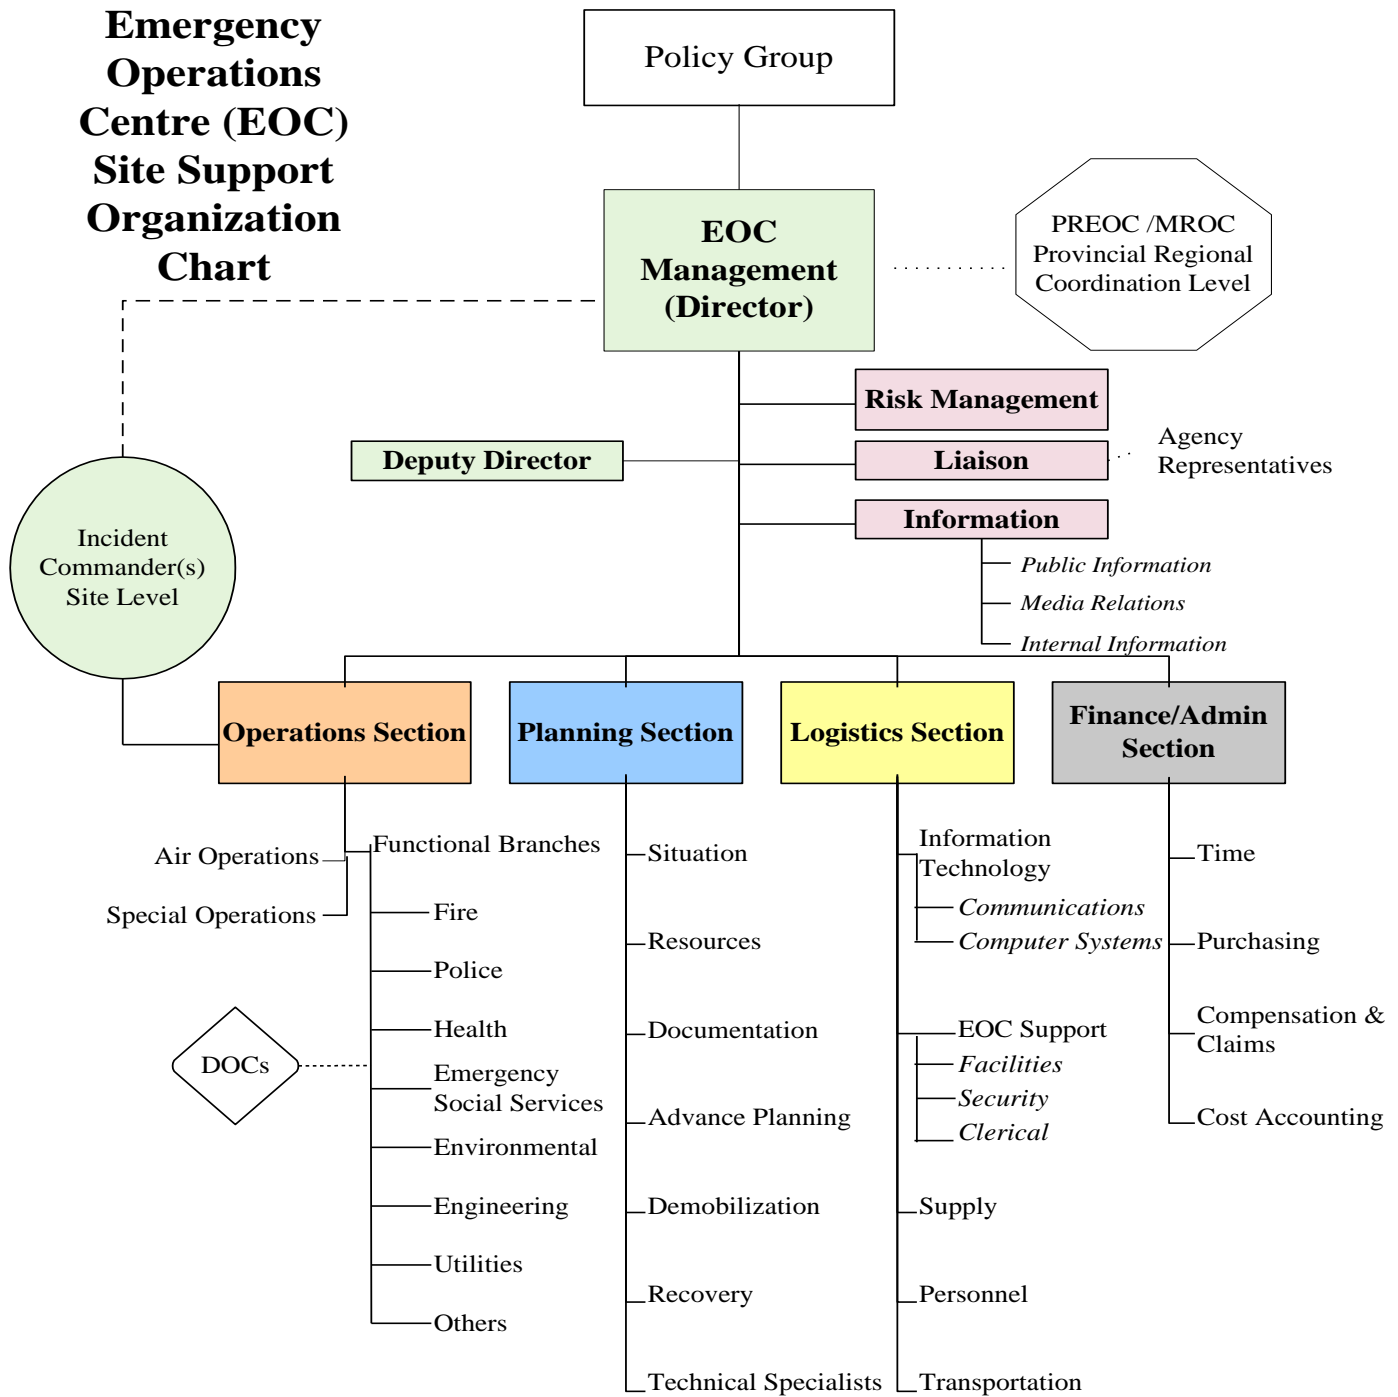 Emergency
Operations
Centre (EOC)
Site Support
Organization
Chart
Policy Group
EOC
Management
(Director)
PREOC /MROC
Provincial Regional
Coordination Level
Risk Management
Deputy Director
Liaison
Agency
Representatives
Information
Public Information
Media Relations
Internal Information
Incident
Commander(s)
Site Level
Operations Section
Planning Section
Logistics Section
Finance/Admin
Section
Air Operations
Special Operations
Functional Branches
Fire
Police
Health
Emergency
Social Services
Environmental
Engineering
Utilities
Others
DOCs
Situation
Resources
Documentation
Advance Planning
Demobilization
Recovery
Technical Specialists
Information
Technology
Communications
Computer Systems
EOC Support
Facilities
Security
Clerical
Supply
Personnel
Transportation
Time
Purchasing
Compensation &
Claims
Cost Accounting